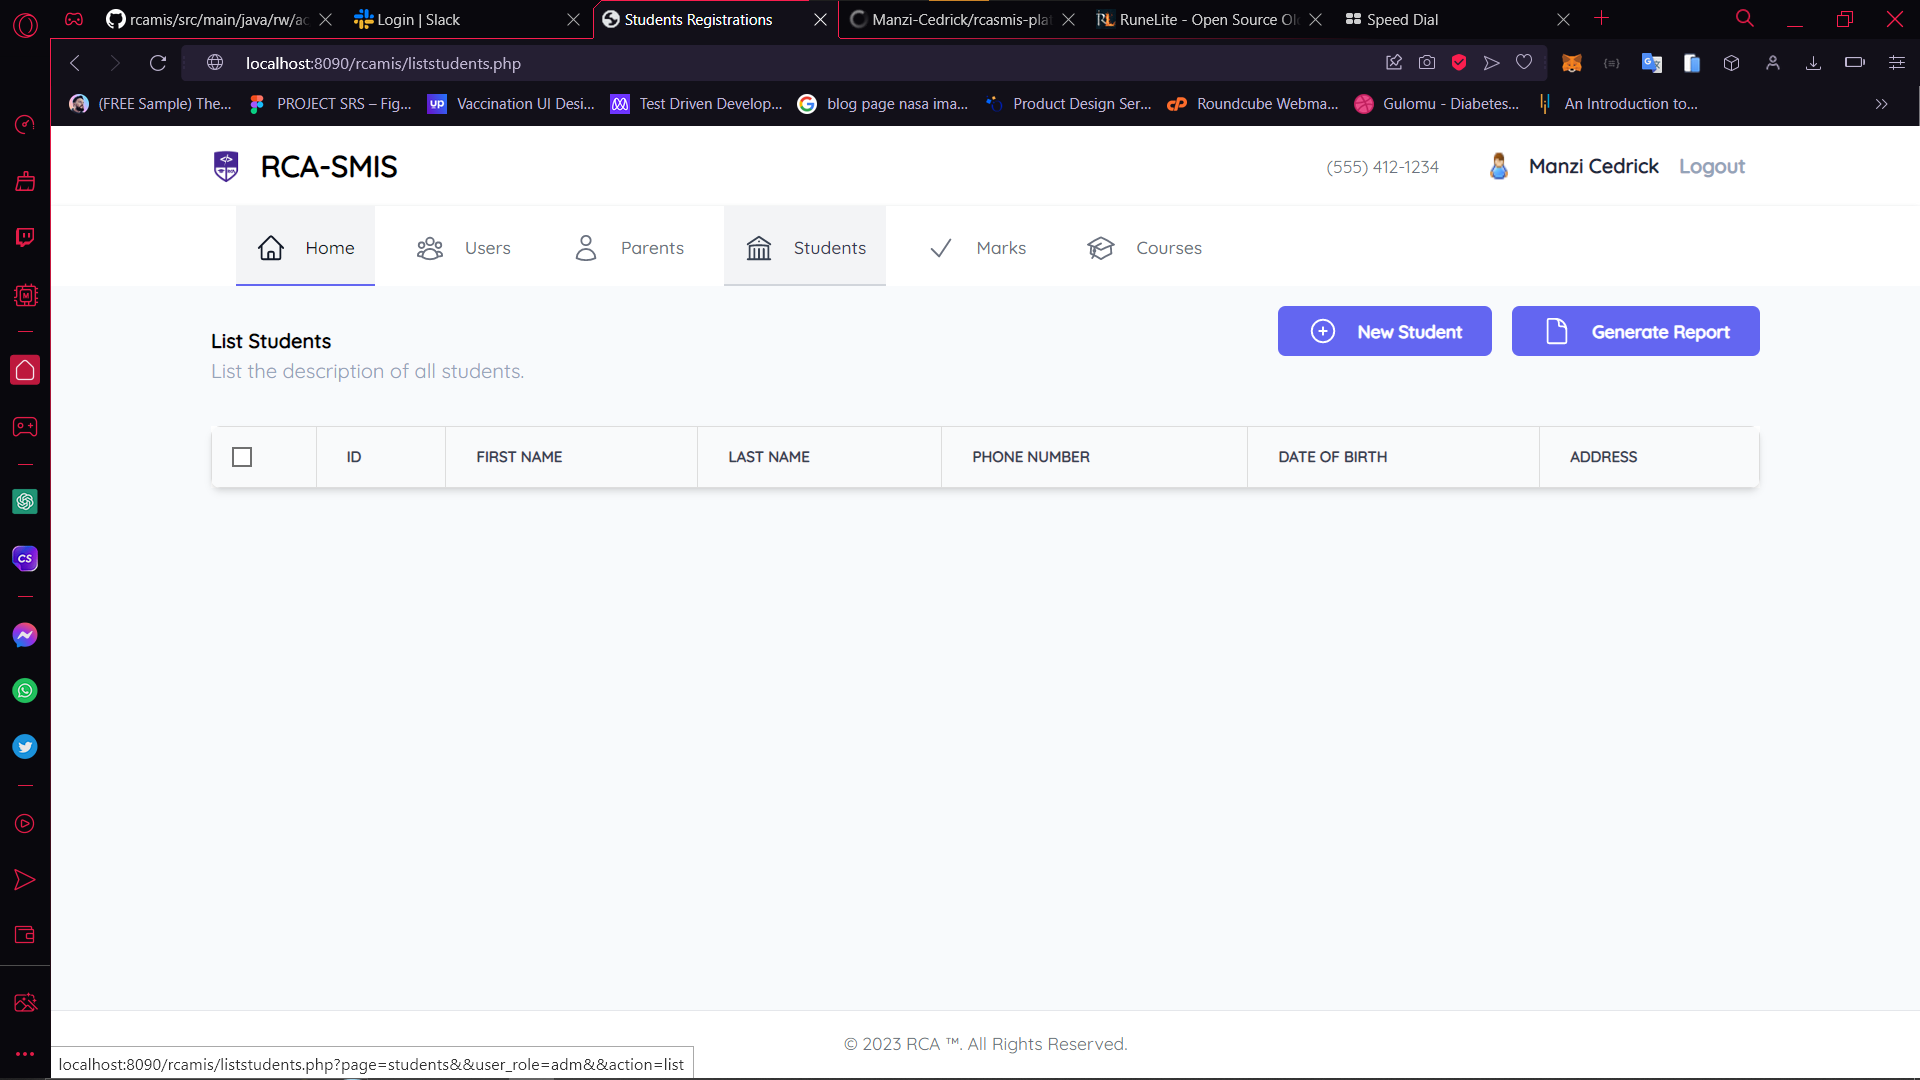 rcamis/src/main/java/rw/ac
Login | Slack
Students Registrations
Manzi-Cedrick/rcasmis-plat
RuneLite - Open Source Ol
Speed Dial
localhost:8090/rcamis/liststudents.php
(FREE Sample) The...
PROJECT SRS – Fig...
up
Vaccination UI Desi...
Test Driven Develop...
blog page nasa ima...
Product Design Ser...
Roundcube Webma...
Gulomu - Diabetes...
An Introduction to...
RCA-SMIS
(555) 412-1234
Manzi Cedrick
Logout
Home
Users
Parents
Students
Marks
Courses
List Students
List the description of all students.
New Student
Generate Report
ID
FIRST NAME
LAST NAME
PHONE NUMBER
DATE OF BIRTH
ADDRESS
CS
© 2023 RCA ™. All Rights Reserved.
localhost:8090/rcamis/liststudents.php?page=students&&user_role=adm&&action=list